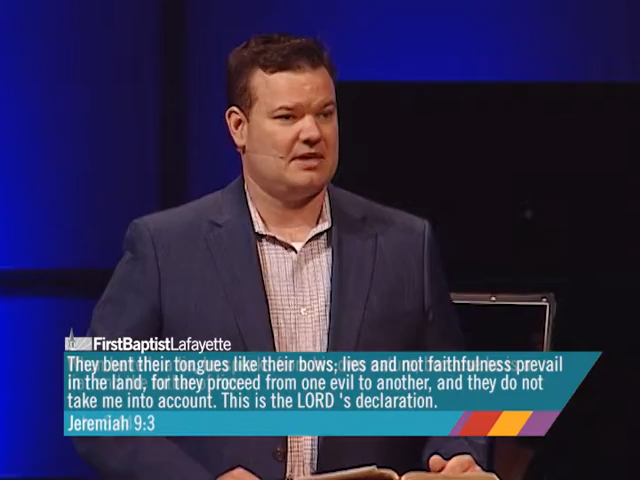 FirstBaptistLafayette
They bent their tongues like their bows; lies and not faithfulness prevail
in the land, for they proceed from one evil to another, and they do not
take me into account. This is the LORD 's declaration.
Jeremiah 9:3